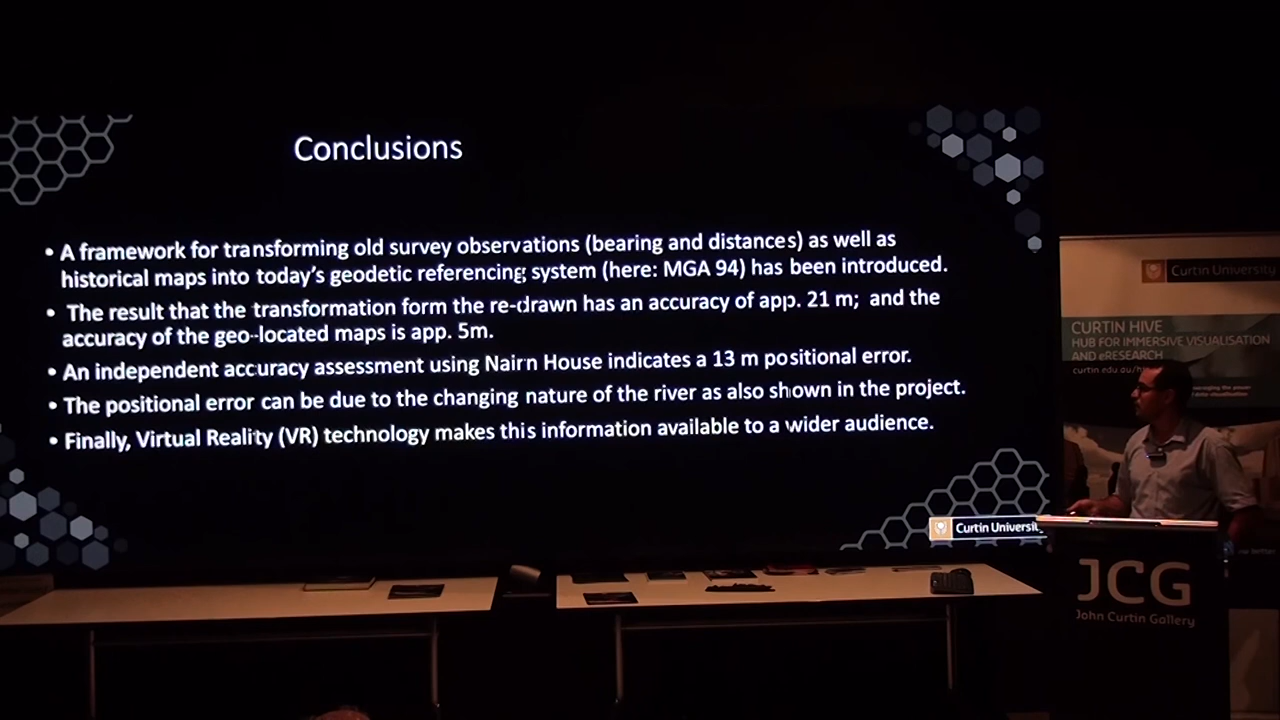 Conclusions
• A framework for transforming old survey observations (bearing and distances) as well as
historical maps into today's geodetic referencing system (here: MGA 94) has been introduced.
• The result that the transformation form the re-drawn has an accuracy of app. 21 m; and the
accuracy of the geo-located maps is app. 5m.
• An independent accuracy assessment using Nairn House indicates a 13 m positional error.
• The positional error can be due to the changing nature of the river as also shown in the project.
• Finally, Virtual Reality (VR) technology makes this information available to a wider audience.
Curtin University
Curtin University
CURTIN HIVE
HUB FOR IMMERSIVE VISUALISATION
AND eRESEARCH
curtin.edu.au/hi
JCG
John Curtin Gallery